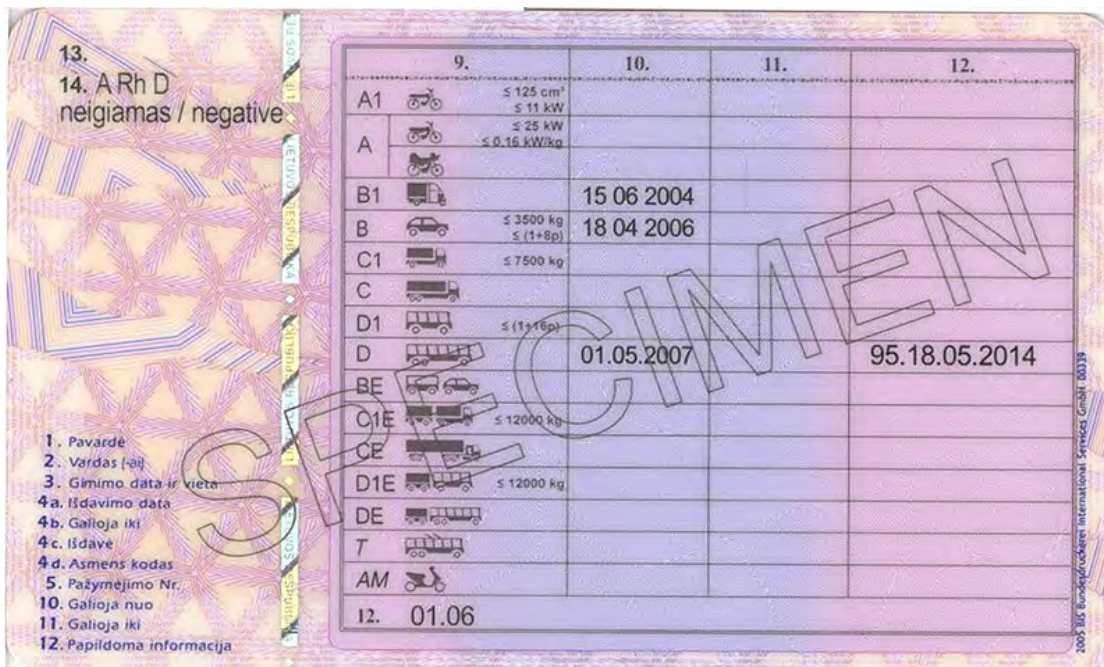 13.
14. A Rh D
neigiamas / negative
9. 10. 11. 12.
A1 ≤ 125 cm³
≤ 11 kW
A ≤ 25 kW
≤ 0.16 kW/kg
B1 15 06 2004
B ≤ 3500 kg
≤ (1+8p) 18 04 2006
C1 ≤ 7500 kg
C
D1 ≤ (1+16p)
D 01.05.2007 95.18.05.2014
BE
C1E ≤ 12000 kg
CE
D1E ≤ 12000 kg
DE
T
AM
12. 01.06
1. Pavardė
2. Vardas (-ai)
3. Gimimo data ir vieta
4a. Išdavimo data
4b. Galioja iki
4c. Išdavė
4d. Asmens kodas
5. Pažymėjimo Nr.
10. Galioja nuo
11. Galioja iki
12. Papildoma informacija
SPECIMEN
2005 BIS Bundesdruckerei International Services GmbH 00339